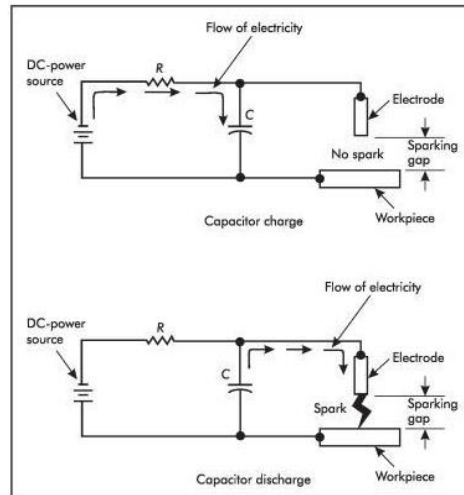 Flow of electricity
DC-power
source
R
C
Electrode
No spark
Sparking
gap
Workpiece
Capacitor charge
Flow of electricity
DC-power
source
R
C
Electrode
Spark
Sparking
gap
Workpiece
Capacitor discharge